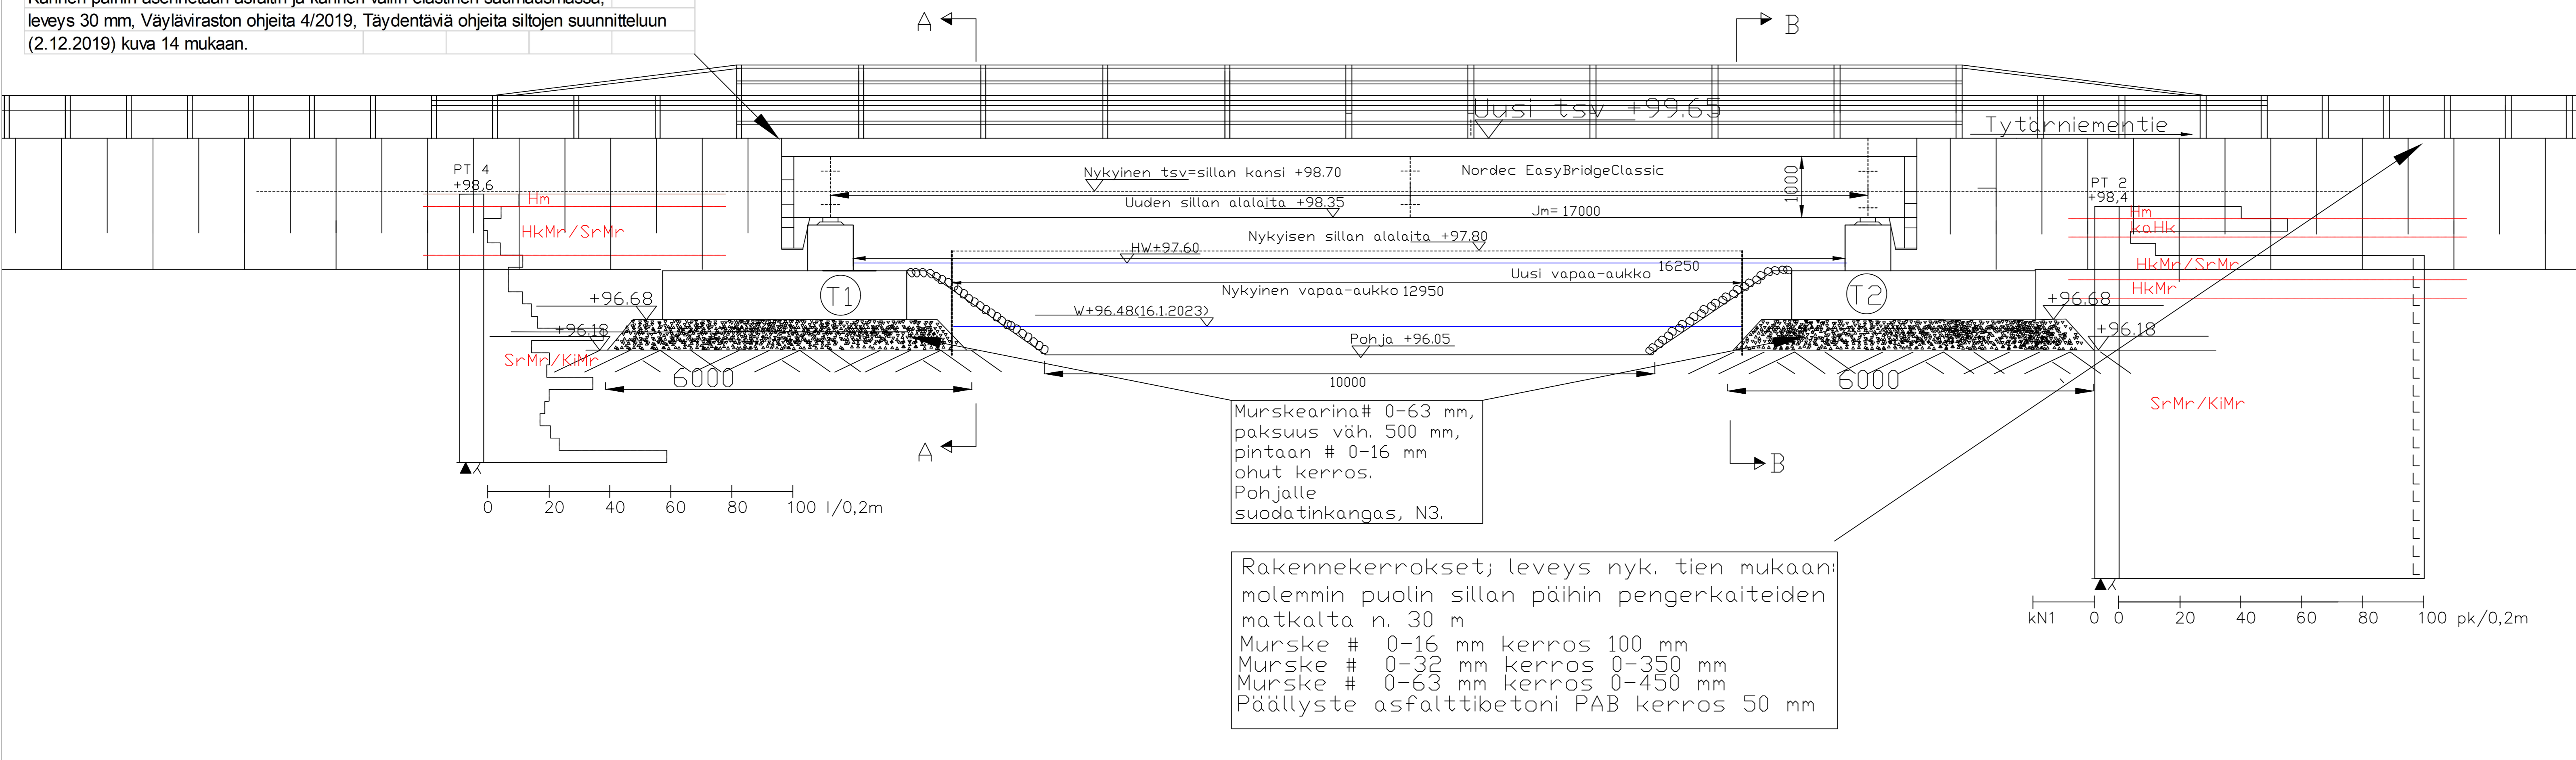 Kannen päihin asennetaan asfaltin ja kannen väliin elastinen saumausmassa,
leveys 30 mm, Väyläviraston ohjeita 4/2019, Täydentäviä ohjeita siltojen suunnitteluun
(2.12.2019) kuva 14 mukaan.
A
B
Uusi tsv +99.65
Tytärniementie
PT 4
+98,6
Hm
HkMr/SrMr
SrMr/KiMr
Nykyinen tsv=sillan kansi +98.70
Nordec EasyBridgeClassic
1000
Uuden sillan alalaita +98.35
Jm= 17000
Nykyisen sillan alalaita +97.80
HW+97.60
Uusi vapaa-aukko 16250
Nykyinen vapaa-aukko 12950
W+96.48(16.1.2023)
Pohja +96.05
10000
T1
T2
+96.68
+96.18
6000
+96.68
+96.18
6000
PT 2
+98,4
Hm
kaHk
HkMr/SrMr
HkMr
SrMr/KiMr
A
B
0 20 40 60 80 100 l/0,2m
kN1 0 0 20 40 60 80 100 pk/0,2m
Murskearina# 0-63 mm,
paksuus väh. 500 mm,
pintaan # 0-16 mm
ohut kerros.
Pohjalle
suodatinkangas, N3.
Rakennekerrokset; leveys nyk. tien mukaan:
molemmin puolin sillan päihin pengerkaiteiden
matkalta n. 30 m
Murske # 0-16 mm kerros 100 mm
Murske # 0-32 mm kerros 0-350 mm
Murske # 0-63 mm kerros 0-450 mm
Päällyste asfalttibetoni PAB kerros 50 mm